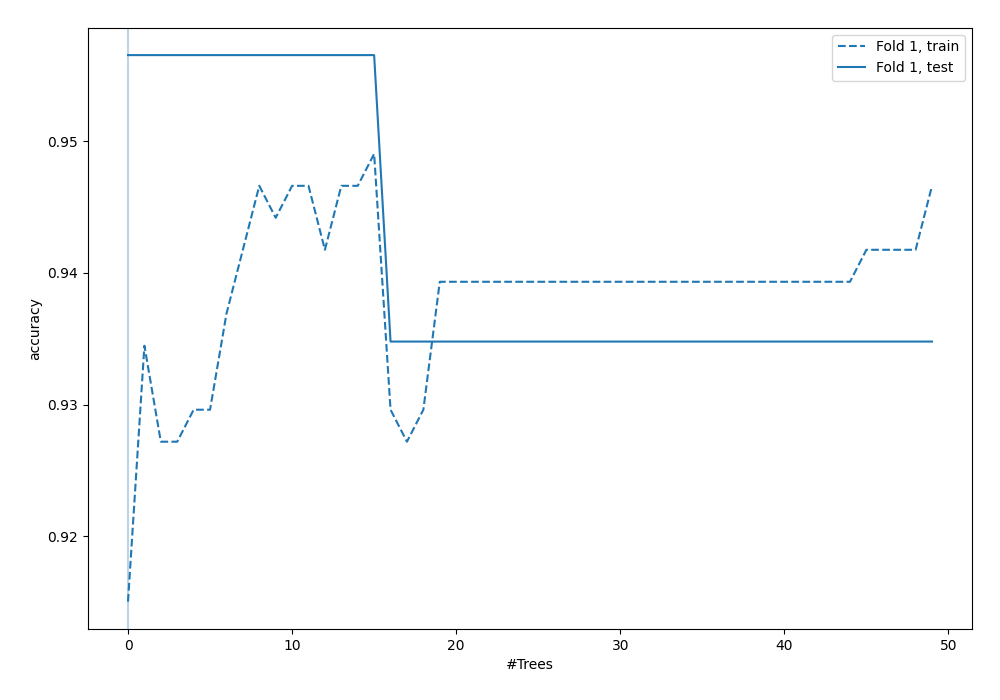 Fold 1, train
Fold 1, test
0.95
0.94
0.93
0.92
accuracy
0 10 20 30 40 50
#Trees